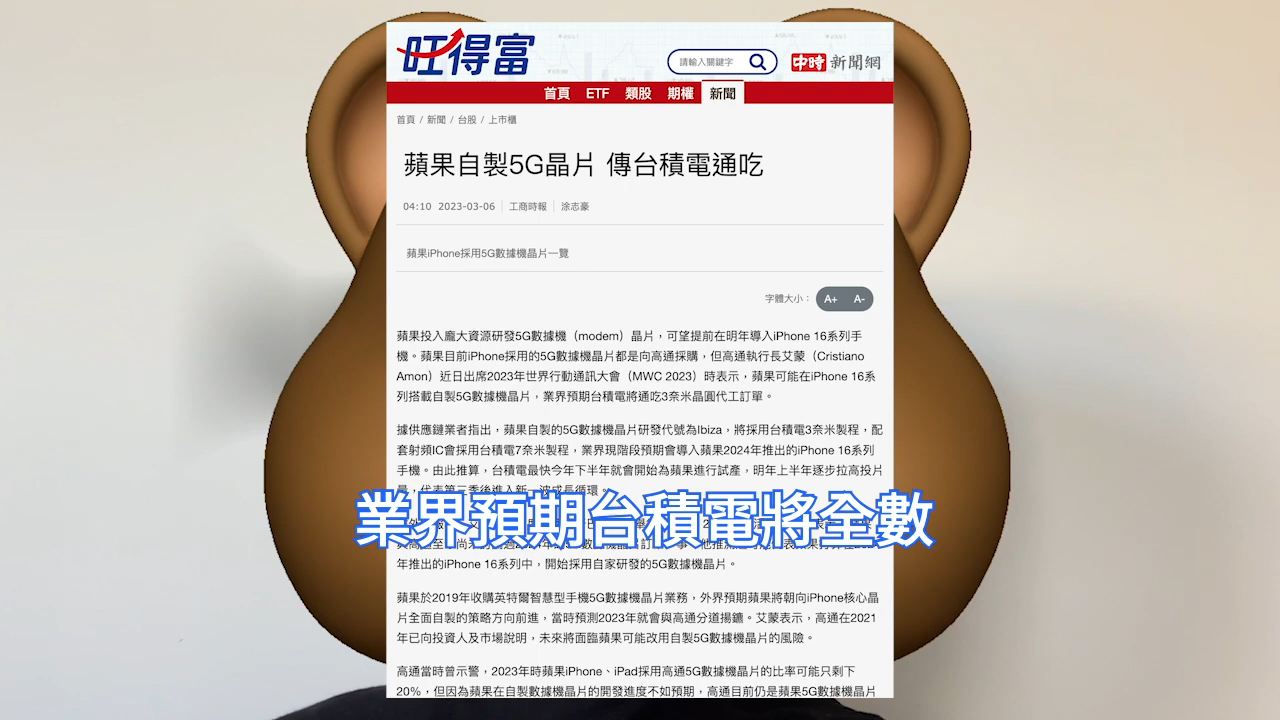 旺得富
請輸入關鍵字
中時 新聞網
首頁 ETF 類股 期權 新聞
首頁 / 新聞 / 台股 / 上市櫃
蘋果自製5G晶片 傳台積電通吃
04:10 2023-03-06 工商時報 涂志豪
蘋果iPhone採用5G數據機晶片一覽
字體大小： A+ A-
蘋果投入龐大資源研發5G數據機（modem）晶片，可望提前在明年導入iPhone 16系列手
機。蘋果目前iPhone採用的5G數據機晶片都是向高通採購，但高通執行長艾蒙（Cristiano
Amon）近日出席2023年世界行動通訊大會（MWC 2023）時表示，蘋果可能在iPhone 16系
列搭載自製5G數據機晶片，業界預期台積電將通吃3奈米晶圓代工訂單。
據供應鏈業者指出，蘋果自製的5G數據機晶片研發代號為Ibiza，將採用台積電3奈米製程，配
套射頻IC會採用台積電7奈米製程，業界現階段預期會導入蘋果2024年推出的iPhone 16系列
手機。由此推算，台積電最快今年下半年就會開始為蘋果進行試產，明年上半年逐步拉高投片
量，代表第三季後進入新一波成長循環。
業界預期台積電將全數
年推出的iPhone 16系列中，開始採用自家研發的5G數據機晶片。
蘋果於2019年收購英特爾智慧型手機5G數據機晶片業務，外界預期蘋果將朝向iPhone核心晶
片全面自製的策略方向前進，當時預測2023年就會與高通分道揚鑣。艾蒙表示，高通在2021
年已向投資人及市場說明，未來將面臨蘋果可能改用自製5G數據機晶片的風險。
高通當時曾示警，2023年時蘋果iPhone、iPad採用高通5G數據機晶片的比率可能只剩下
20%，但因為蘋果在自製數據機晶片的開發進度不如預期，高通目前仍是蘋果5G數據機晶片